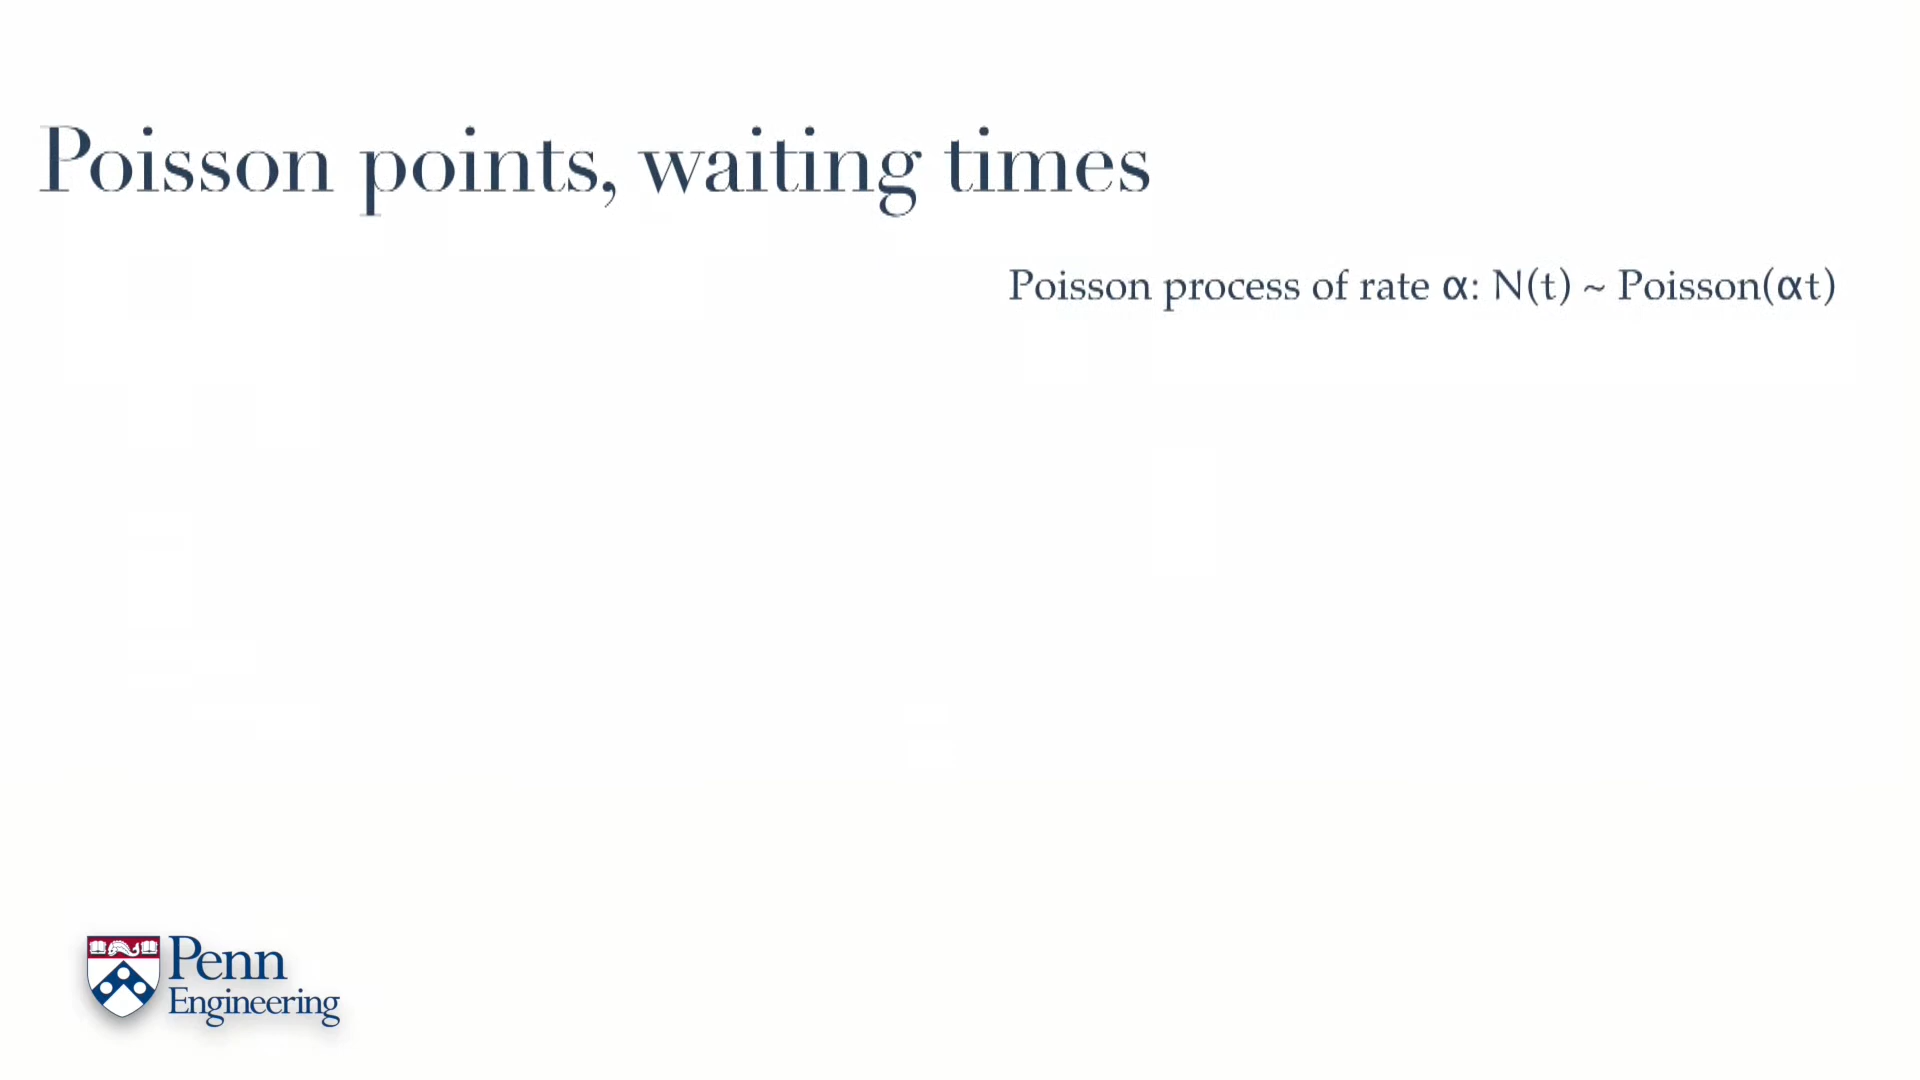 Poisson points, waiting times
Poisson process of rate α: N(t) ~ Poisson(αt)
Penn
Engineering